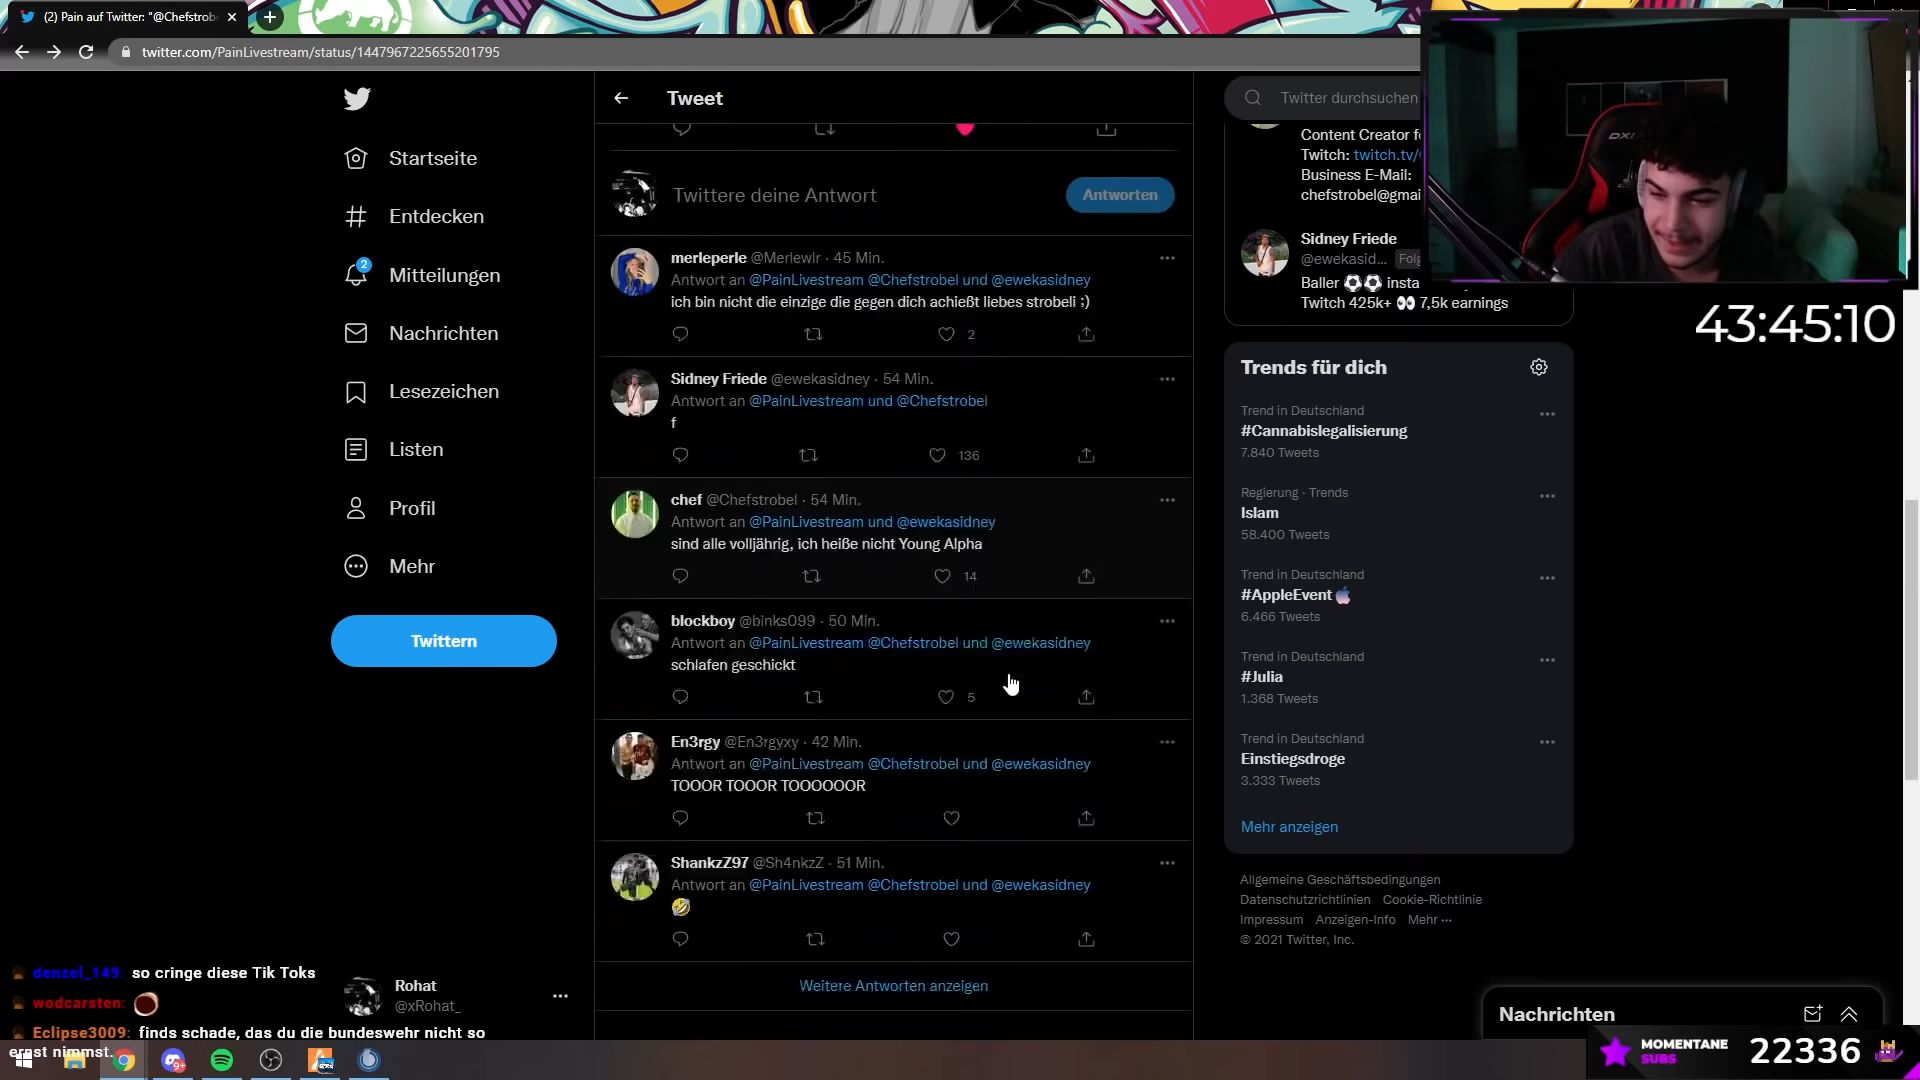 (2) Pain auf Twitter: "@Chefstrob
twitter.com/PainLivestream/status/1447967225655201795
Startseite
Entdecken
2
Mitteilungen
Nachrichten
Lesezeichen
Listen
Profil
Mehr
Twittern
Rohat
@xRohat_
Tweet
Twittere deine Antwort
Antworten
merleperle @Merlewlr · 45 Min.
Antwort an @PainLivestream @Chefstrobel und @ewekasidney
ich bin nicht die einzige die gegen dich achießt liebes strobeli ;)
2
Sidney Friede @ewekasidney · 54 Min.
Antwort an @PainLivestream und @Chefstrobel
f
136
chef @Chefstrobel · 54 Min.
Antwort an @PainLivestream und @ewekasidney
sind alle volljährig, ich heiße nicht Young Alpha
14
blockboy @binks099 · 50 Min.
Antwort an @PainLivestream @Chefstrobel und @ewekasidney
schlafen geschickt
5
En3rgy @En3rgyxy · 42 Min.
Antwort an @PainLivestream @Chefstrobel und @ewekasidney
TOOOR TOOOR TOOOOOOR
ShankzZ97 @Sh4nkzZ · 51 Min.
Antwort an @PainLivestream @Chefstrobel und @ewekasidney
🤣
Weitere Antworten anzeigen
Twitter durchsuchen
Content Creator f
Twitch: twitch.tv/
Business E-Mail:
chefstrobel@gmai
Sidney Friede
@ewekasid... Folg
Baller ⚽⚽ insta
Twitch 425k+ 👀 7,5k earnings
Trends für dich
Trend in Deutschland
#Cannabislegalisierung
7.840 Tweets
Regierung · Trends
Islam
58.400 Tweets
Trend in Deutschland
#AppleEvent
6.466 Tweets
Trend in Deutschland
#Julia
1.368 Tweets
Trend in Deutschland
Einstiegsdroge
3.333 Tweets
Mehr anzeigen
Allgemeine Geschäftsbedingungen
Datenschutzrichtlinien Cookie-Richtlinie
Impressum Anzeigen-Info Mehr ···
© 2021 Twitter, Inc.
Nachrichten
43:45:10
denzel_149: so cringe diese Tik Toks
wodcarsten:
Eclipse3009: finds schade, das du die bundeswehr nicht so
ernst nimmst.
9+
MOMENTANE
SUBS
22336